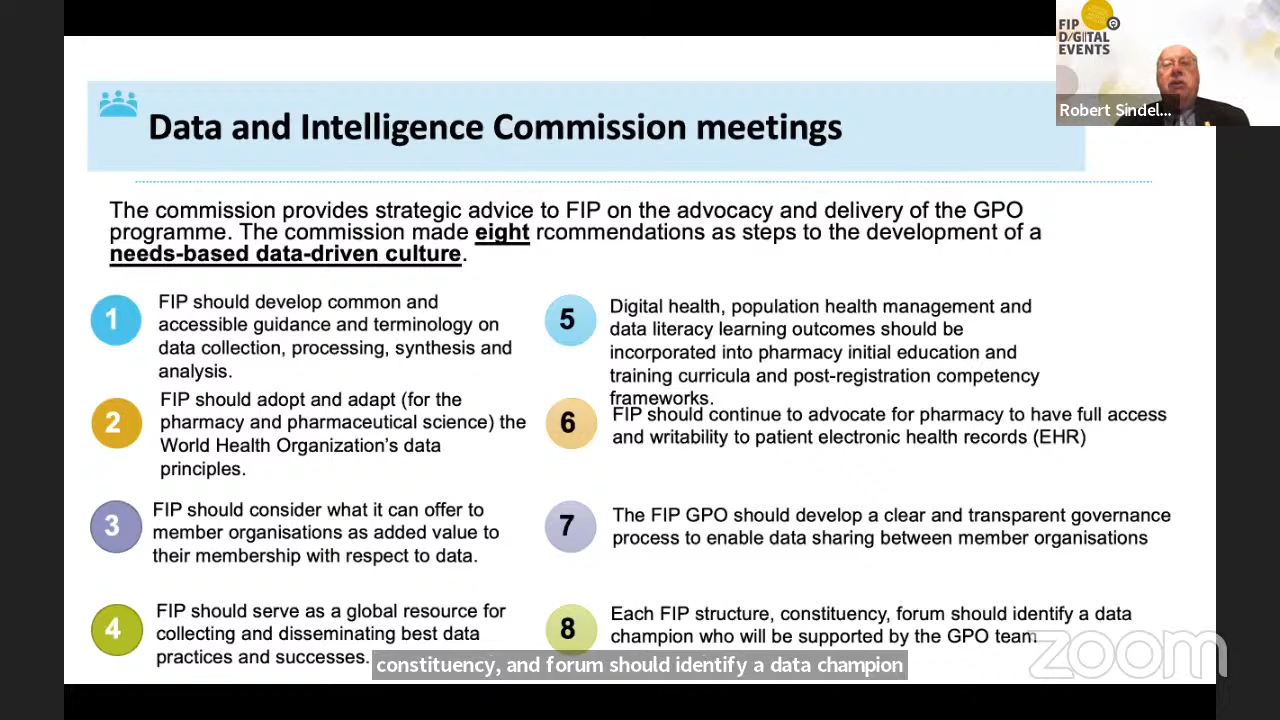 FIP
DIGITAL
EVENTS
Robert Sindel...
Data and Intelligence Commission meetings
The commission provides strategic advice to FIP on the advocacy and delivery of the GPO
programme. The commission made eight rcommendations as steps to the development of a
needs-based data-driven culture.
1
FIP should develop common and
accessible guidance and terminology on
data collection, processing, synthesis and
analysis.
2
FIP should adopt and adapt (for the
pharmacy and pharmaceutical science) the
World Health Organization's data
principles.
3
FIP should consider what it can offer to
member organisations as added value to
their membership with respect to data.
4
FIP should serve as a global resource for
collecting and disseminating best data
practices and successes.
5
Digital health, population health management and
data literacy learning outcomes should be
incorporated into pharmacy initial education and
training curricula and post-registration competency
frameworks.
6
FIP should continue to advocate for pharmacy to have full access
and writability to patient electronic health records (EHR)
7
The FIP GPO should develop a clear and transparent governance
process to enable data sharing between member organisations
8
Each FIP structure, constituency, forum should identify a data
champion who will be supported by the GPO team
constituency, and forum should identify a data champion
zoom